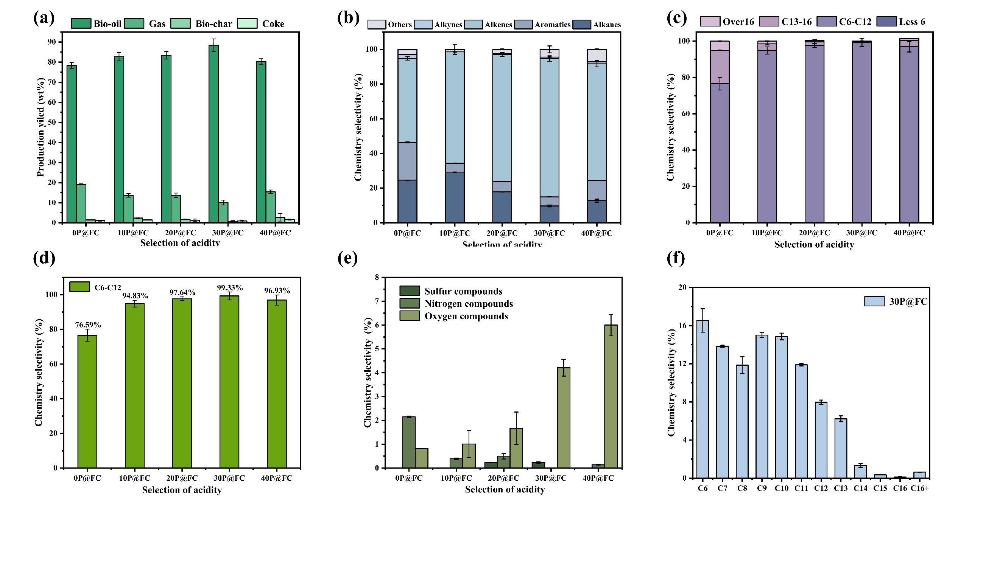 (a)
Bio-oil Gas Bio-char Coke
Production yiled (wt%)
90
80
70
60
50
40
30
20
10
0
0P@FC 10P@FC 20P@FC 30P@FC 40P@FC
Selection of acidity
(b)
Others Alkynes Alkenes Aromatics Alkanes
Chemistry selectivity (%)
100
80
60
40
20
0
0P@FC 10P@FC 20P@FC 30P@FC 40P@FC
Selection of acidity
(c)
Over16 C13-16 C6-C12 Less 6
Chemistry selectivity (%)
100
80
60
40
20
0
0P@FC 10P@FC 20P@FC 30P@FC 40P@FC
Selection of acidity
(d)
C6-C12
76.59% 94.83% 97.64% 99.33% 96.93%
Chemistry selectivity (%)
100
80
60
40
20
0
0P@FC 10P@FC 20P@FC 30P@FC 40P@FC
Selection of acidity
(e)
Sulfur compounds
Nitrogen compounds
Oxygen compounds
Chemistry selectivity (%)
8
7
6
5
4
3
2
1
0
0P@FC 10P@FC 20P@FC 30P@FC 40P@FC
Selection of acidity
(f)
30P@FC
Chemistry selectivity (%)
20
16
12
8
4
0
C6 C7 C8 C9 C10 C11 C12 C13 C14 C15 C16 C16+